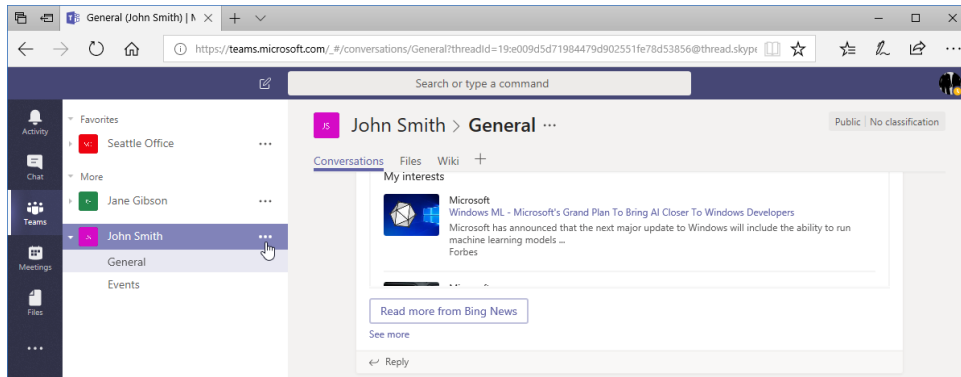 General (John Smith) | M
https://teams.microsoft.com/_#/conversations/General?threadId=19:e009d5d71984479d902551fe78d53856@thread.skype
Search or type a command
Activity
Chat
Teams
Meetings
Files
Favorites
Seattle Office
More
Jane Gibson
JS
John Smith
General
Events
JS
John Smith > General
Public | No classification
Conversations Files Wiki
My interests
Microsoft
Windows ML - Microsoft's Grand Plan To Bring AI Closer To Windows Developers
Microsoft has announced that the next major update to Windows will include the ability to run
machine learning models ...
Forbes
Read more from Bing News
See more
Reply